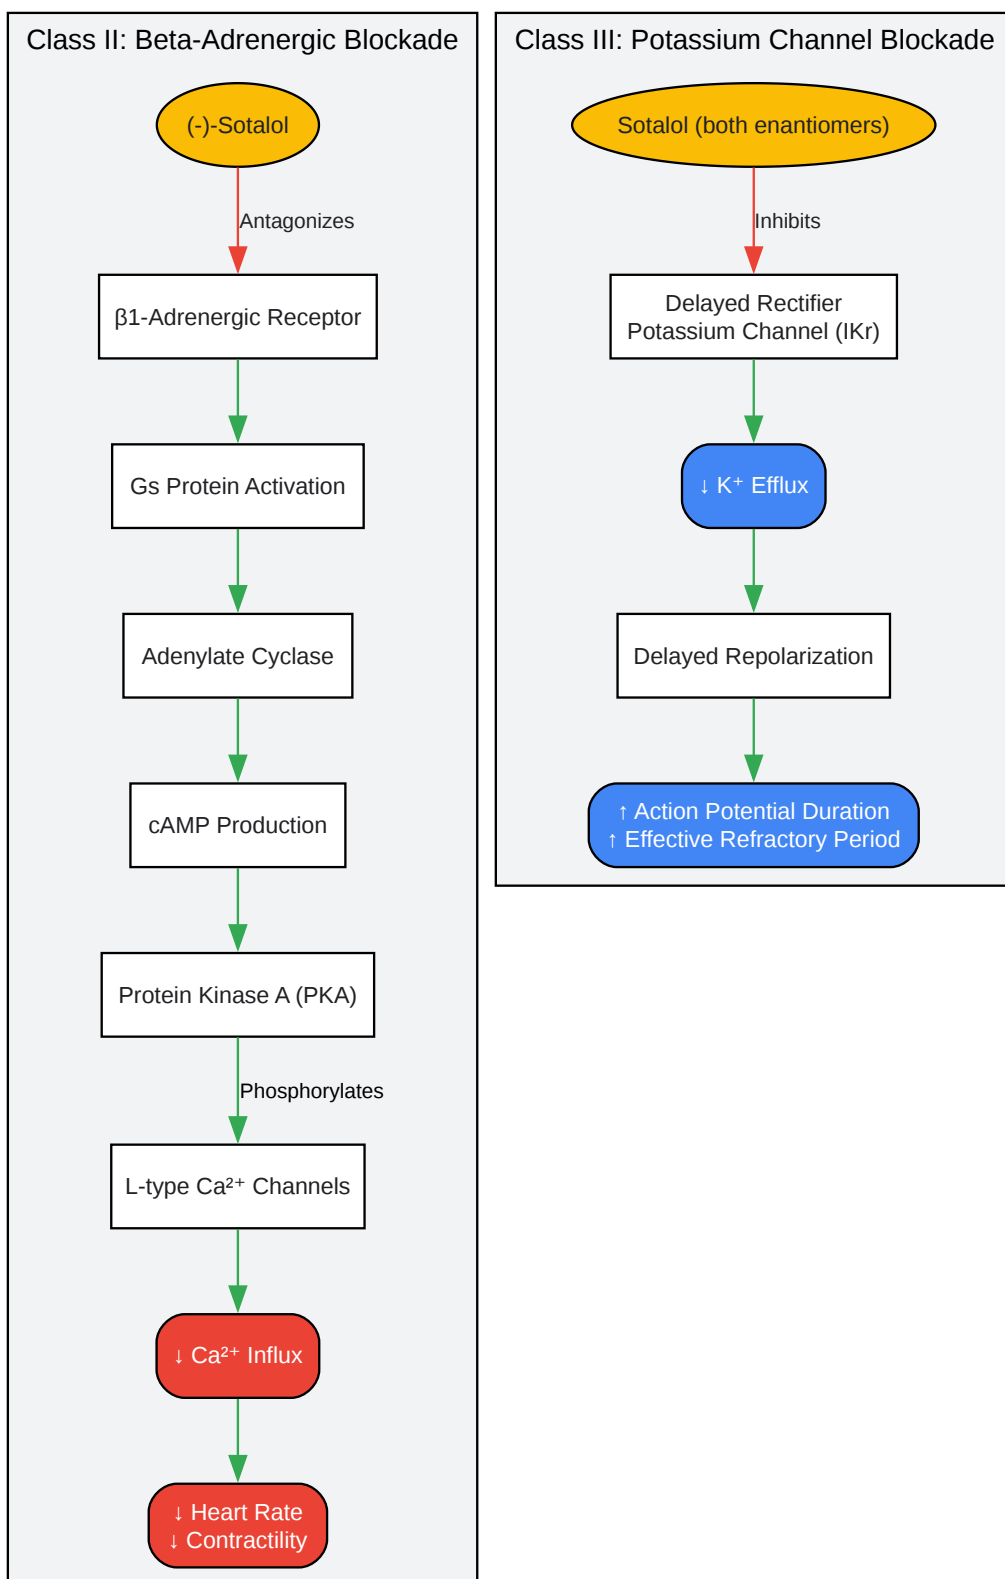 Class II: Beta-Adrenergic Blockade
(-)-Sotalol
Antagonizes
β1-Adrenergic Receptor
Gs Protein Activation
Adenylate Cyclase
cAMP Production
Protein Kinase A (PKA)
Phosphorylates
L-type Ca²⁺ Channels
↓ Ca²⁺ Influx
↓ Heart Rate
↓ Contractility
Class III: Potassium Channel Blockade
Sotalol (both enantiomers)
Inhibits
Delayed Rectifier
Potassium Channel (IKr)
↓ K⁺ Efflux
Delayed Repolarization
↑ Action Potential Duration
↑ Effective Refractory Period